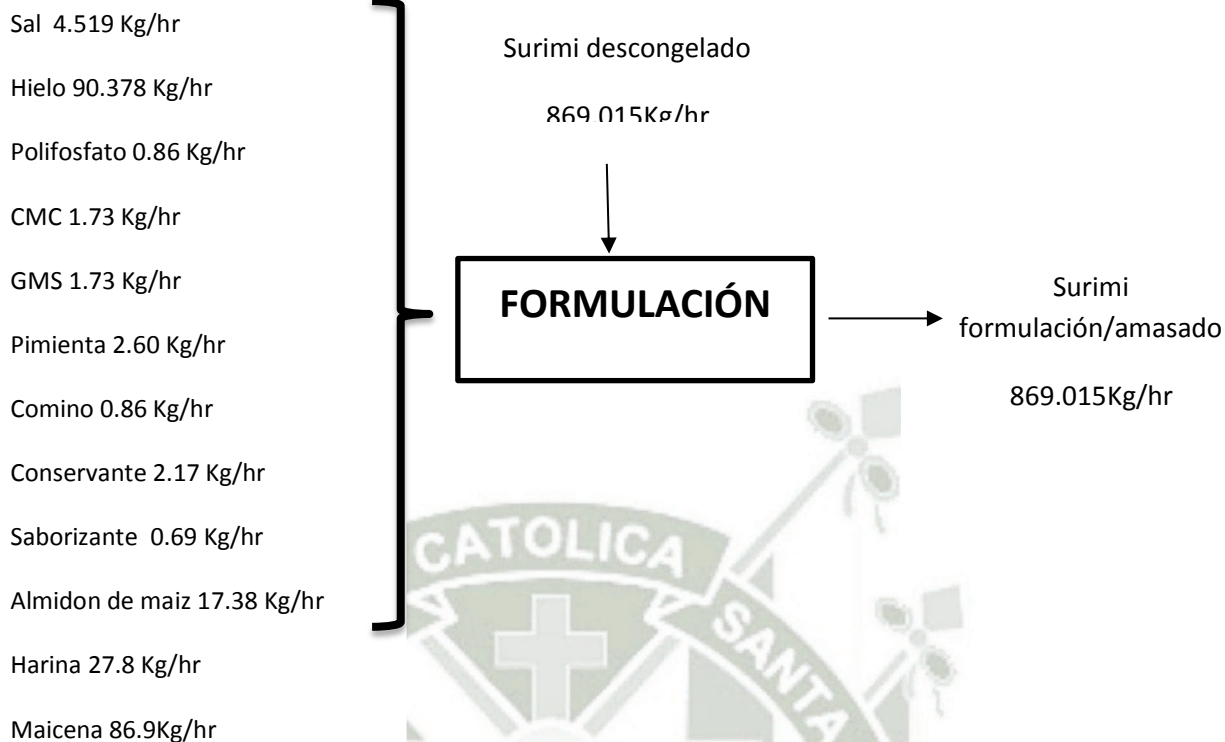 Sal 4.519 Kg/hr
Hielo 90.378 Kg/hr
Polifosfato 0.86 Kg/hr
CMC 1.73 Kg/hr
GMS 1.73 Kg/hr
Pimienta 2.60 Kg/hr
Comino 0.86 Kg/hr
Conservante 2.17 Kg/hr
Saborizante 0.69 Kg/hr
Almidon de maiz 17.38 Kg/hr
Harina 27.8 Kg/hr
Maicena 86.9Kg/hr
Surimi descongelado
869.015Kg/hr
FORMULACIÓN
Surimi
formulación/amasado
869.015Kg/hr
CATOLICA
SANTA